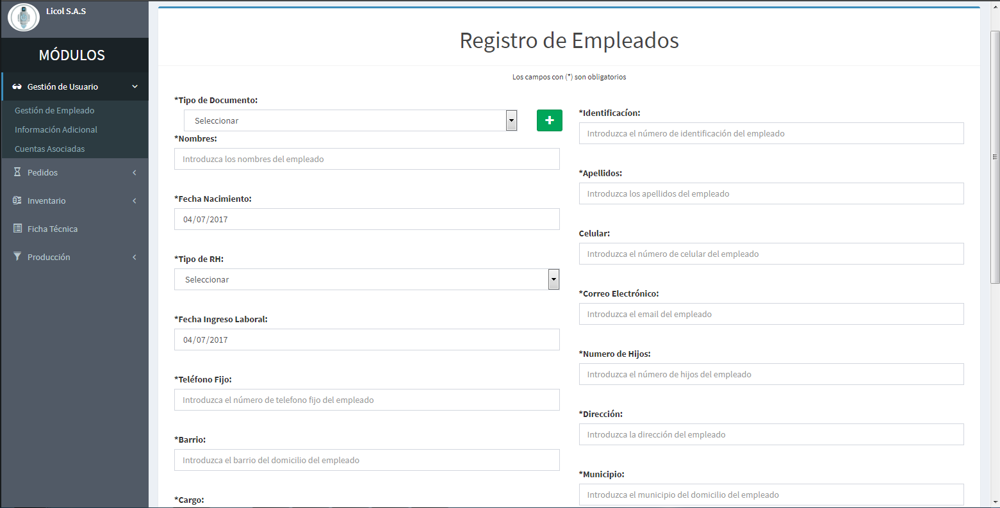 Licol S.A.S
MÓDULOS
Gestión de Usuario
Gestión de Empleado
Información Adicional
Cuentas Asociadas
Pedidos
Inventario
Ficha Técnica
Producción
Registro de Empleados
Los campos con (*) son obligatorios
*Tipo de Documento:
Seleccionar
*Nombres:
Introduzca los nombres del empleado
*Fecha Nacimiento:
04/07/2017
*Tipo de RH:
Seleccionar
*Fecha Ingreso Laboral:
04/07/2017
*Teléfono Fijo:
Introduzca el número de telefono fijo del empleado
*Barrio:
Introduzca el barrio del domicilio del empleado
*Cargo:
*Identificacíon:
Introduzca el número de identificación del empleado
*Apellidos:
Introduzca los apellidos del empleado
Celular:
Introduzca el número de celular del empleado
*Correo Electrónico:
Introduzca el email del empleado
*Numero de Hijos:
Introduzca el número de hijos del empleado
*Dirección:
Introduzca la dirección del empleado
*Municipio:
Introduzca el municipio del domicilio del empleado